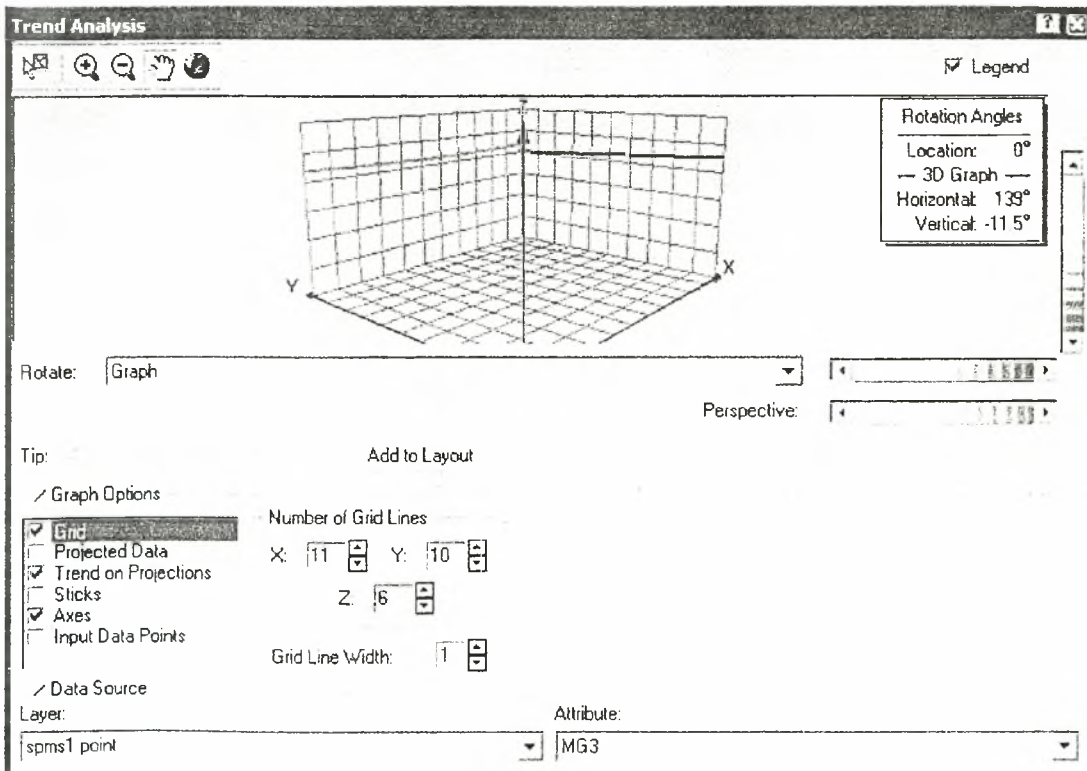 Trend Analysis
Legend
Z
Rotation Angles
Location: 0°
3D Graph
Horizontal: 139°
Vertical: -11.5°
Y
X
Rotate: Graph
Perspective:
Tip:
Add to Layout
Graph Options
Grid
Projected Data
Trend on Projections
Sticks
Axes
Input Data Points
Number of Grid Lines
X: 11 Y: 10
Z: 6
Grid Line Width: 1
Data Source
Layer:
spms1 point
Attribute:
MG3